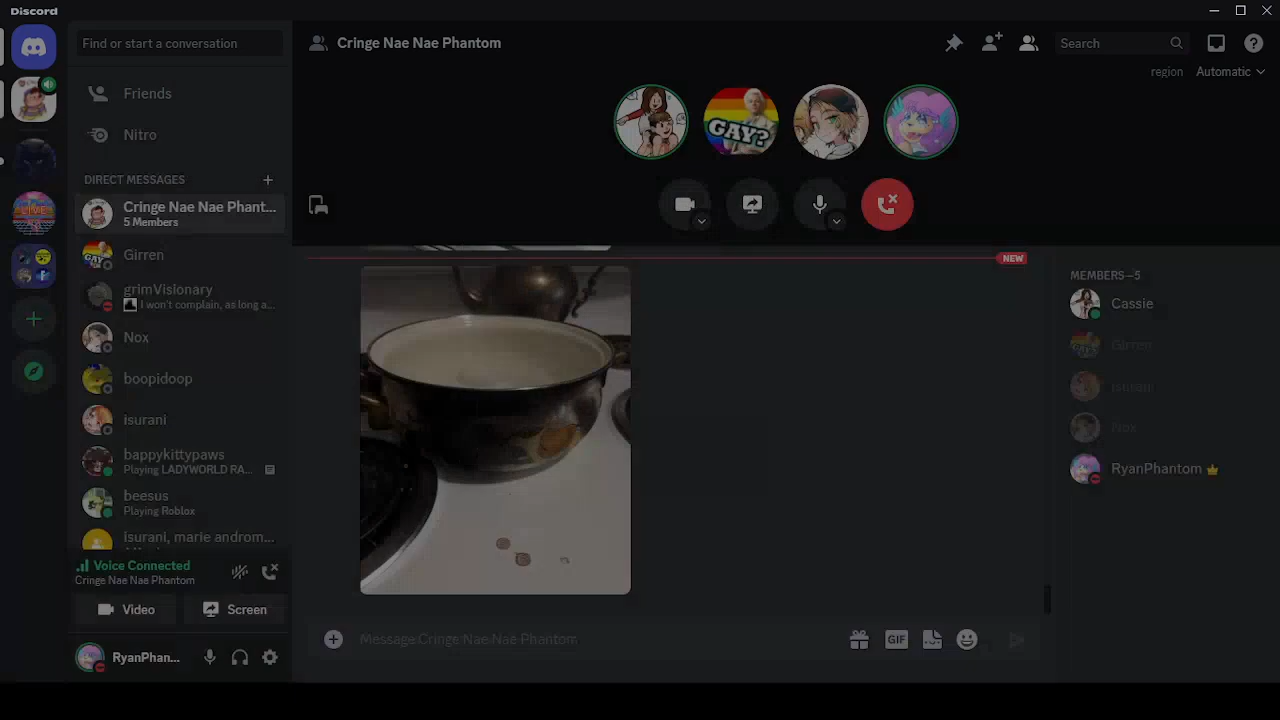 Discord
Find or start a conversation
Friends
Nitro
DIRECT MESSAGES
Cringe Nae Nae Phant...
5 Members
Girren
grimVisionary
I won't complain, as long a...
Nox
boopidoop
isurani
bappykittypaws
Playing LADYWORLD RA...
beesus
Playing Roblox
isurani, marie androm...
Voice Connected
Cringe Nae Nae Phantom
Video
Screen
RyanPhan...
Cringe Nae Nae Phantom
Search
region
Automatic
GAY?
NEW
Message Cringe Nae Nae Phantom
GIF
MEMBERS—5
Cassie
Girren
isurani
Nox
RyanPhantom